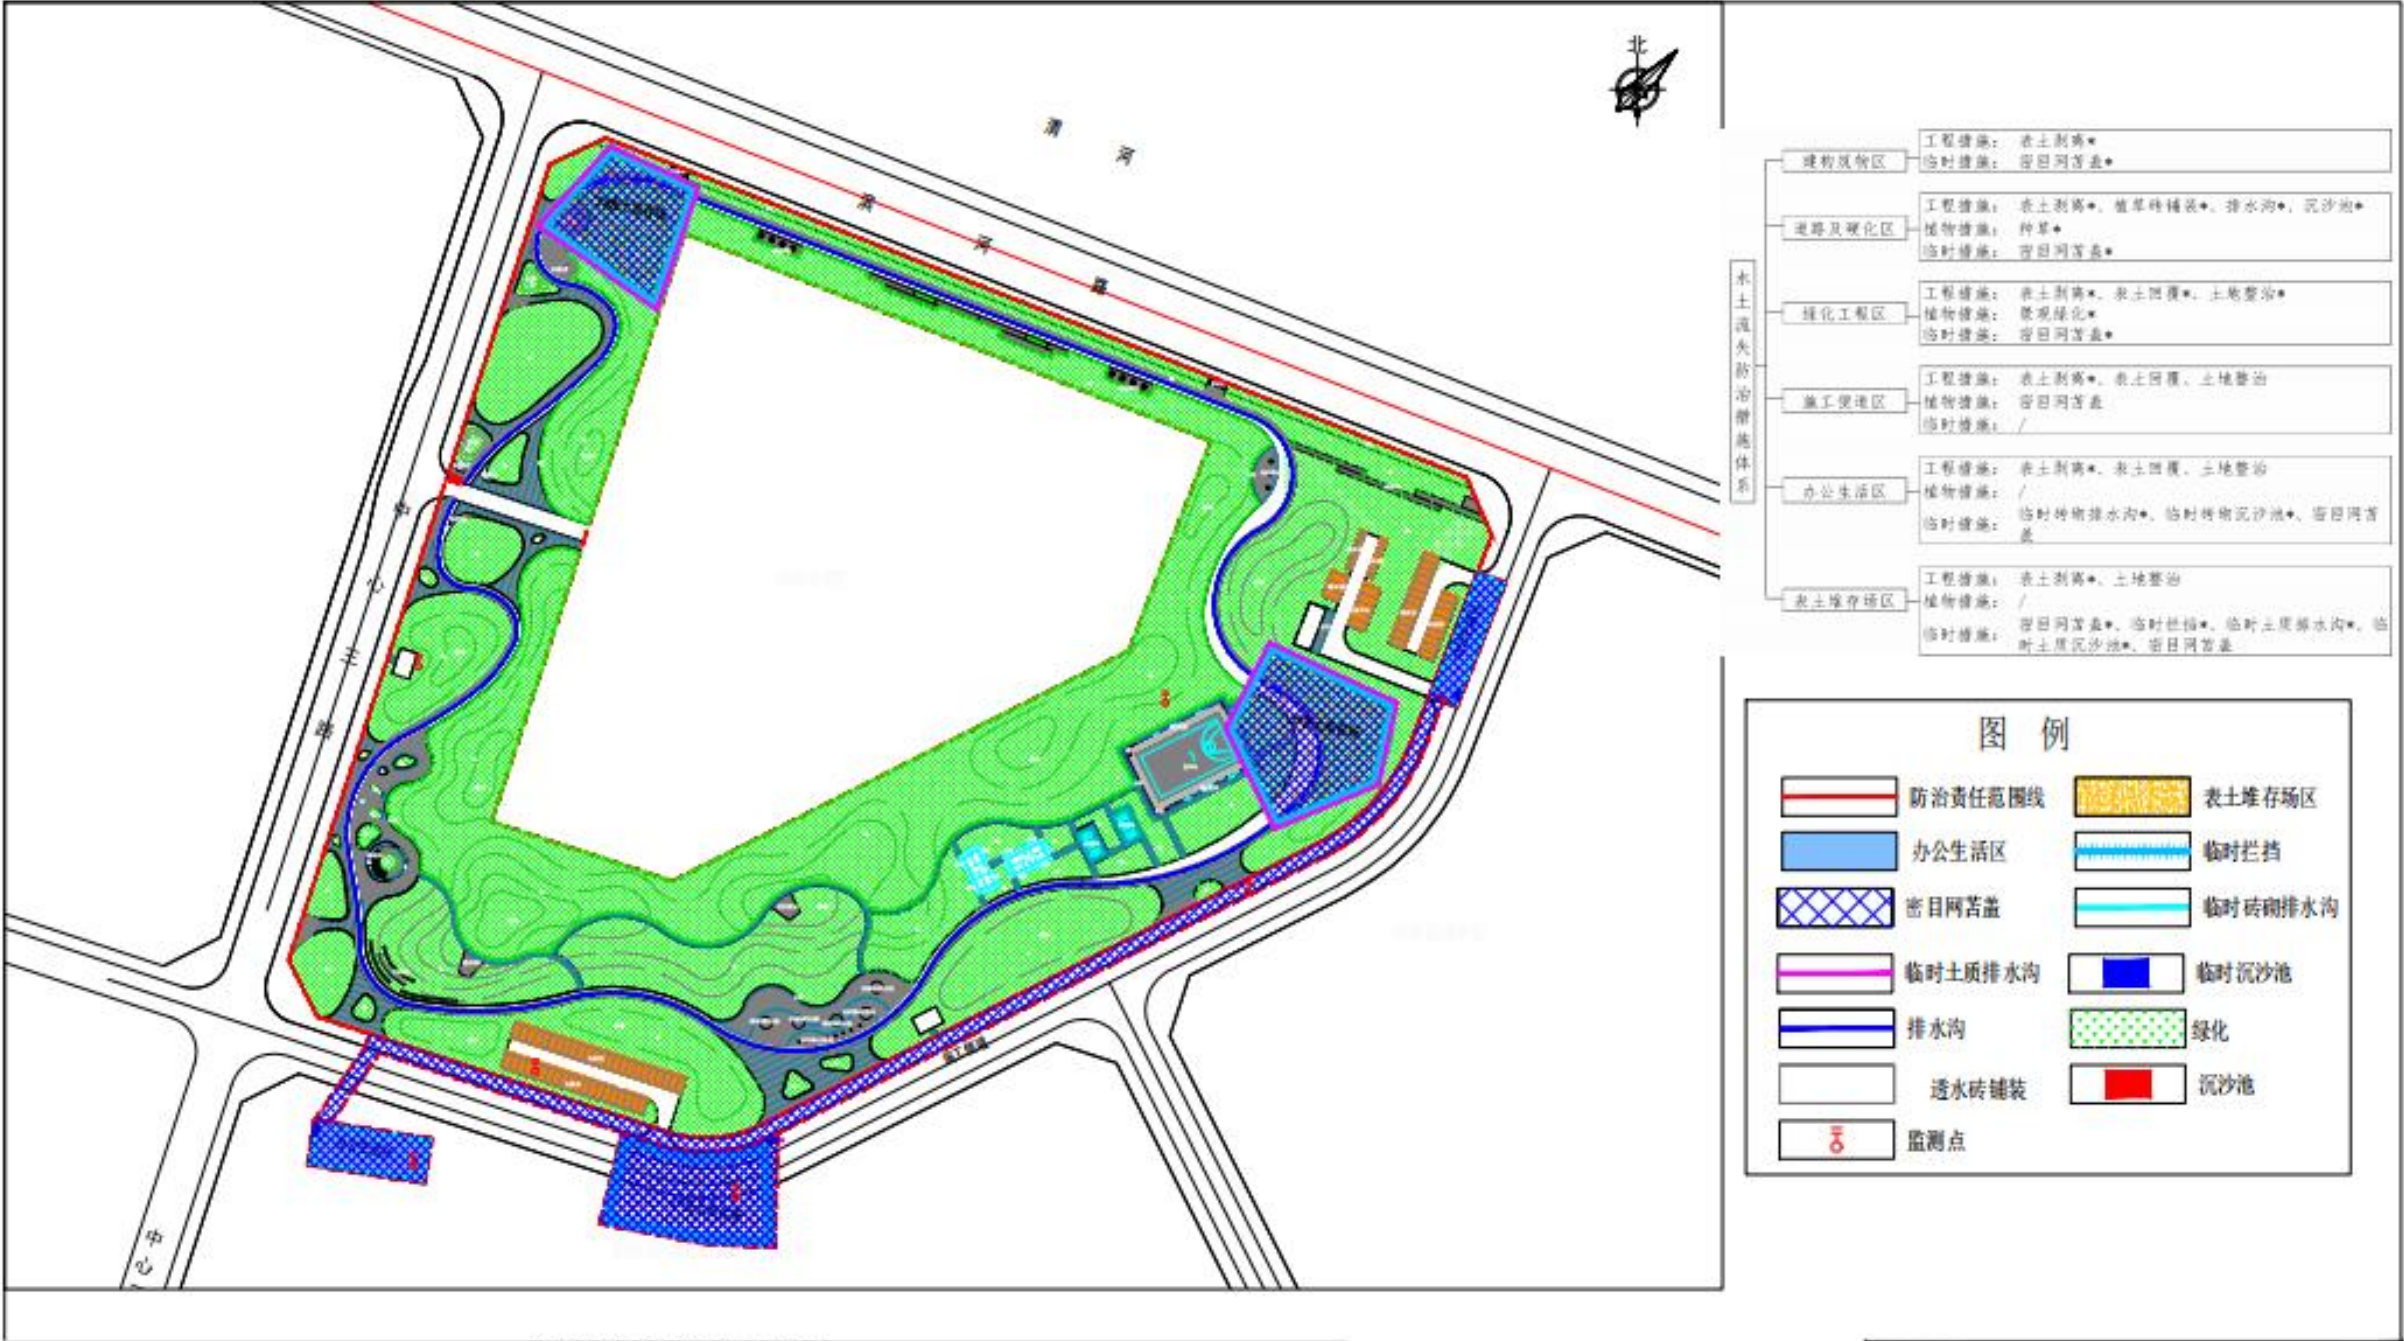 北
渭河
滨河路
中心主路
施工便道
中心
水土流失防治措施体系
建构筑物区
工程措施： 表土剥离*
临时措施： 密目网苫盖*
道路及硬化区
工程措施： 表土剥离*、植草砖铺装*、排水沟*、沉沙池*
植物措施： 种草*
临时措施： 密目网苫盖*
绿化工程区
工程措施： 表土剥离*、表土回覆*、土地整治*
植物措施： 景观绿化*
临时措施： 密目网苫盖*
施工便道区
工程措施： 表土剥离*、表土回覆、土地整治
植物措施： 密目网苫盖
临时措施： /
办公生活区
工程措施： 表土剥离*、表土回覆、土地整治
植物措施： /
临时措施： 临时砖砌排水沟*、临时砖砌沉沙池*、密目网苫
盖
表土堆存场区
工程措施： 表土剥离*、土地整治
植物措施： /
临时措施： 密目网苫盖*、临时拦挡*、临时土质排水沟*、临
时土质沉沙池*、密目网苫盖
图 例
防治责任范围线
表土堆存场区
办公生活区
临时拦挡
密目网苫盖
临时砖砌排水沟
临时土质排水沟
临时沉沙池
排水沟
绿化
透水砖铺装
沉沙池
监测点